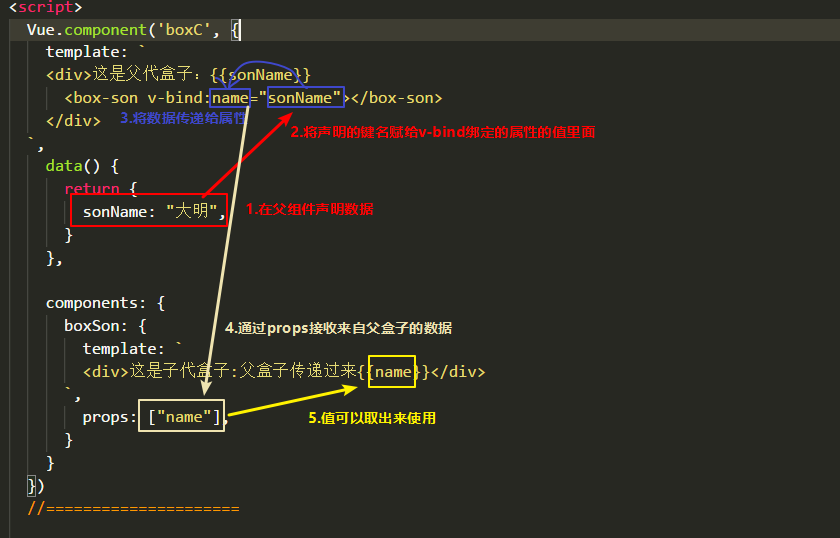 <script>
Vue.component('boxC', {
template: `
<div>这是父代盒子：{{sonName}}
<box-son v-bind:name="sonName"></box-son>
</div>
3.将数据传递给属性
2.将声明的键名赋给v-bind绑定的属性的值里面
`,
data() {
return {
sonName: "大明",
1.在父组件声明数据
}
},
components: {
boxSon: {
4.通过props接收来自父盒子的数据
template: `
<div>这是子代盒子:父盒子传递过来{{name}}</div>
`,
props: ["name"],
5.值可以取出来使用
}
}
})
//=====================